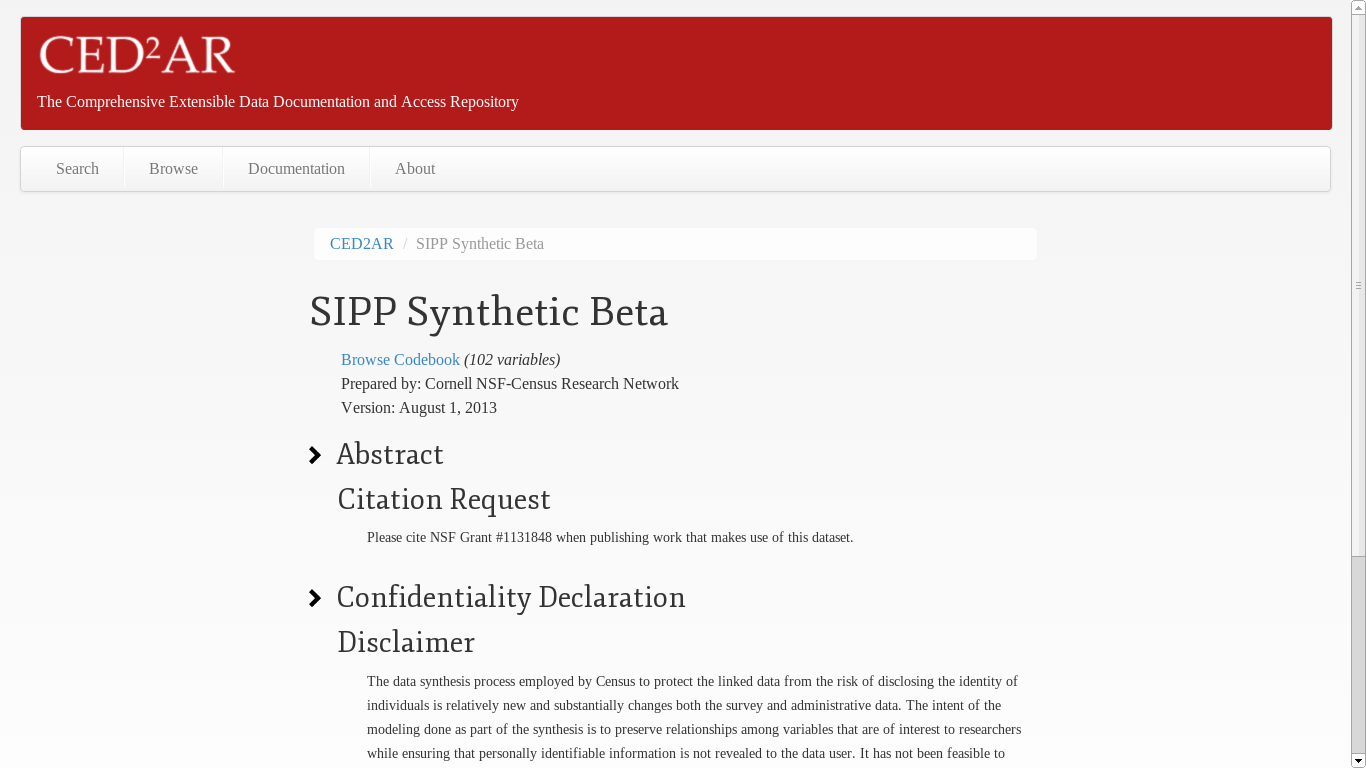 CED²AR
The Comprehensive Extensible Data Documentation and Access Repository
Search Browse Documentation About
CED2AR / SIPP Synthetic Beta
SIPP Synthetic Beta
Browse Codebook (102 variables)
Prepared by: Cornell NSF-Census Research Network
Version: August 1, 2013
Abstract
Citation Request
Please cite NSF Grant #1131848 when publishing work that makes use of this dataset.
Confidentiality Declaration
Disclaimer
The data synthesis process employed by Census to protect the linked data from the risk of disclosing the identity of
individuals is relatively new and substantially changes both the survey and administrative data. The intent of the
modeling done as part of the synthesis is to preserve relationships among variables that are of interest to researchers
while ensuring that personally identifiable information is not revealed to the data user. It has not been feasible to